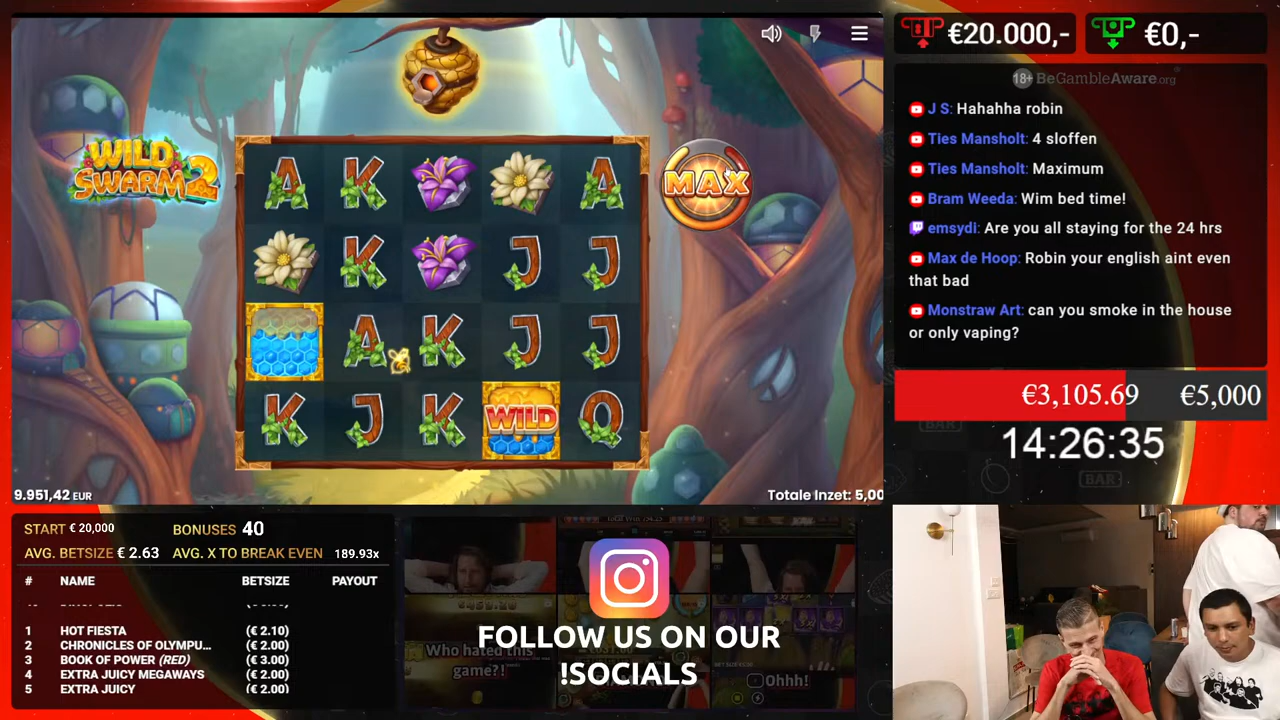 €20.000,-
€0,-
18+ BeGambleAware.org
WILD
SWARM 2
MAX
J S: Hahahha robin
Ties Mansholt: 4 sloffen
Ties Mansholt: Maximum
Bram Weeda: Wim bed time!
emsydi: Are you all staying for the 24 hrs
Max de Hoop: Robin your english aint even
that bad
Monstraw Art: can you smoke in the house
or only vaping?
A K A
K J J
A K J J
K J K WILD Q
€3,105.69 €5,000
14:26:35
BAR
BAR
9.951,42 EUR
Totale Inzet: 5,00
START € 20,000 BONUSES 40
AVG. BETSIZE € 2.63 AVG. X TO BREAK EVEN 189.93x
# NAME BETSIZE PAYOUT
1 HOT FIESTA (€ 2.10)
2 CHRONICLES OF OLYMPU... (€ 2.00)
3 BOOK OF POWER (RED) (€ 3.00)
4 EXTRA JUICY MEGAWAYS (€ 2.00)
5 EXTRA JUICY (€ 2.00)
FOLLOW US ON OUR
!SOCIALS
Who hated this
game?!
Ohhh!